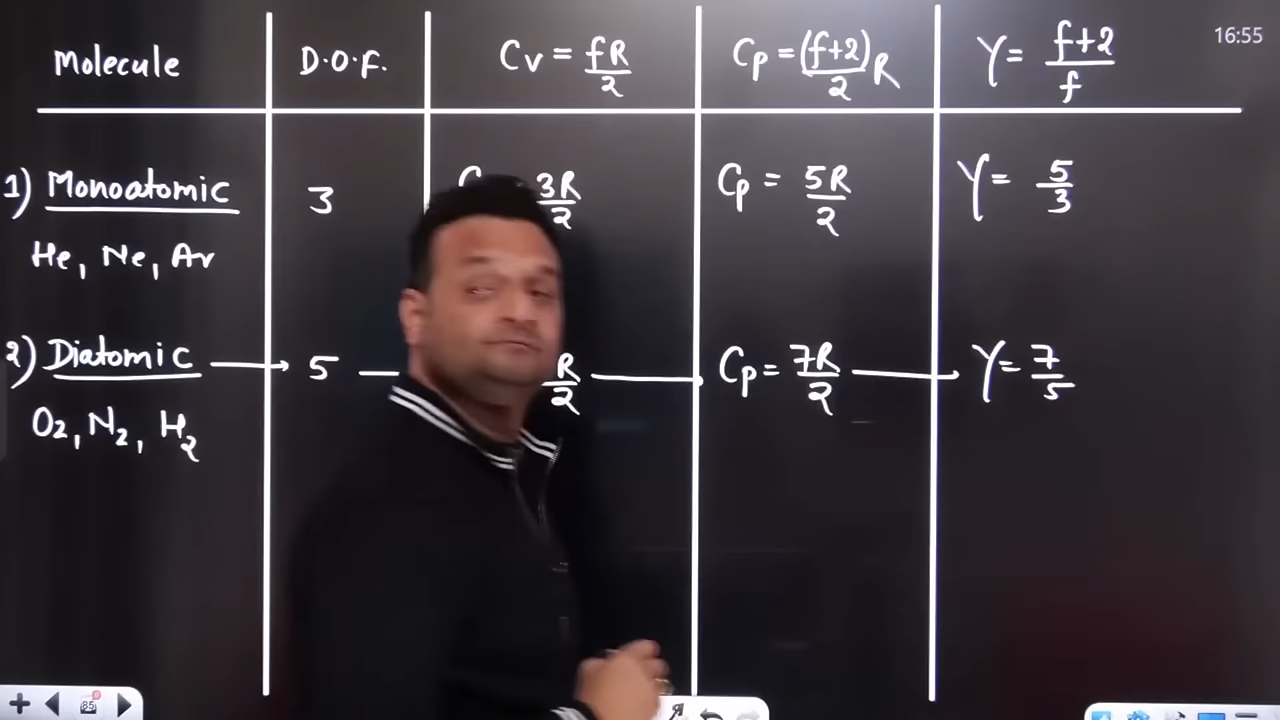 Molecule D.O.F. Cv = fR/2 Cp = (f+2)/2 R γ = f+2/f
16:55
1) Monoatomic 3 3R/2 Cp = 5R/2 γ = 5/3
He, Ne, Ar
2) Diatomic → 5 R/2 Cp = 7R/2 → γ = 7/5
O2, N2, H2
85